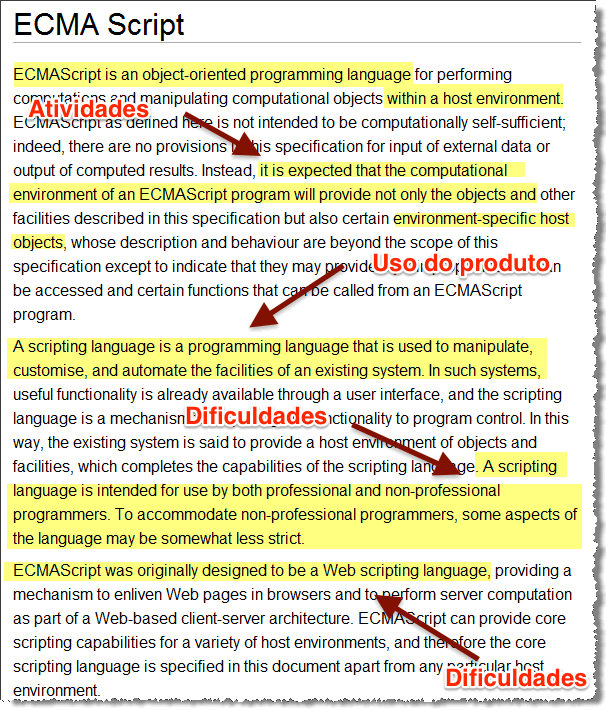 ECMA Script
ECMAScript is an object-oriented programming language for performing
computations and manipulating computational objects within a host environment.
Atividades
ECMAScript as defined here is not intended to be computationally self-sufficient;
indeed, there are no provisions in this specification for input of external data or
output of computed results. Instead, it is expected that the computational
environment of an ECMAScript program will provide not only the objects and other
facilities described in this specification but also certain environment-specific host
objects, whose description and behaviour are beyond the scope of this
specification except to indicate that they may provide
Uso do produto
be accessed and certain functions that can be called from an ECMAScript
program.
A scripting language is a programming language that is used to manipulate,
customise, and automate the facilities of an existing system. In such systems,
useful functionality is already available through a user interface, and the scripting
language is a mechanism functionality to program control. In this
Dificuldades
way, the existing system is said to provide a host environment of objects and
facilities, which completes the capabilities of the scripting language. A scripting
language is intended for use by both professional and non-professional
programmers. To accommodate non-professional programmers, some aspects of
the language may be somewhat less strict.
ECMAScript was originally designed to be a Web scripting language, providing a
mechanism to enliven Web pages in browsers and to perform server computation
as part of a Web-based client-server architecture. ECMAScript can provide core
scripting capabilities for a variety of host environments, and therefore the core
scripting language is specified in this document apart from any particular host
environment.
Dificuldades